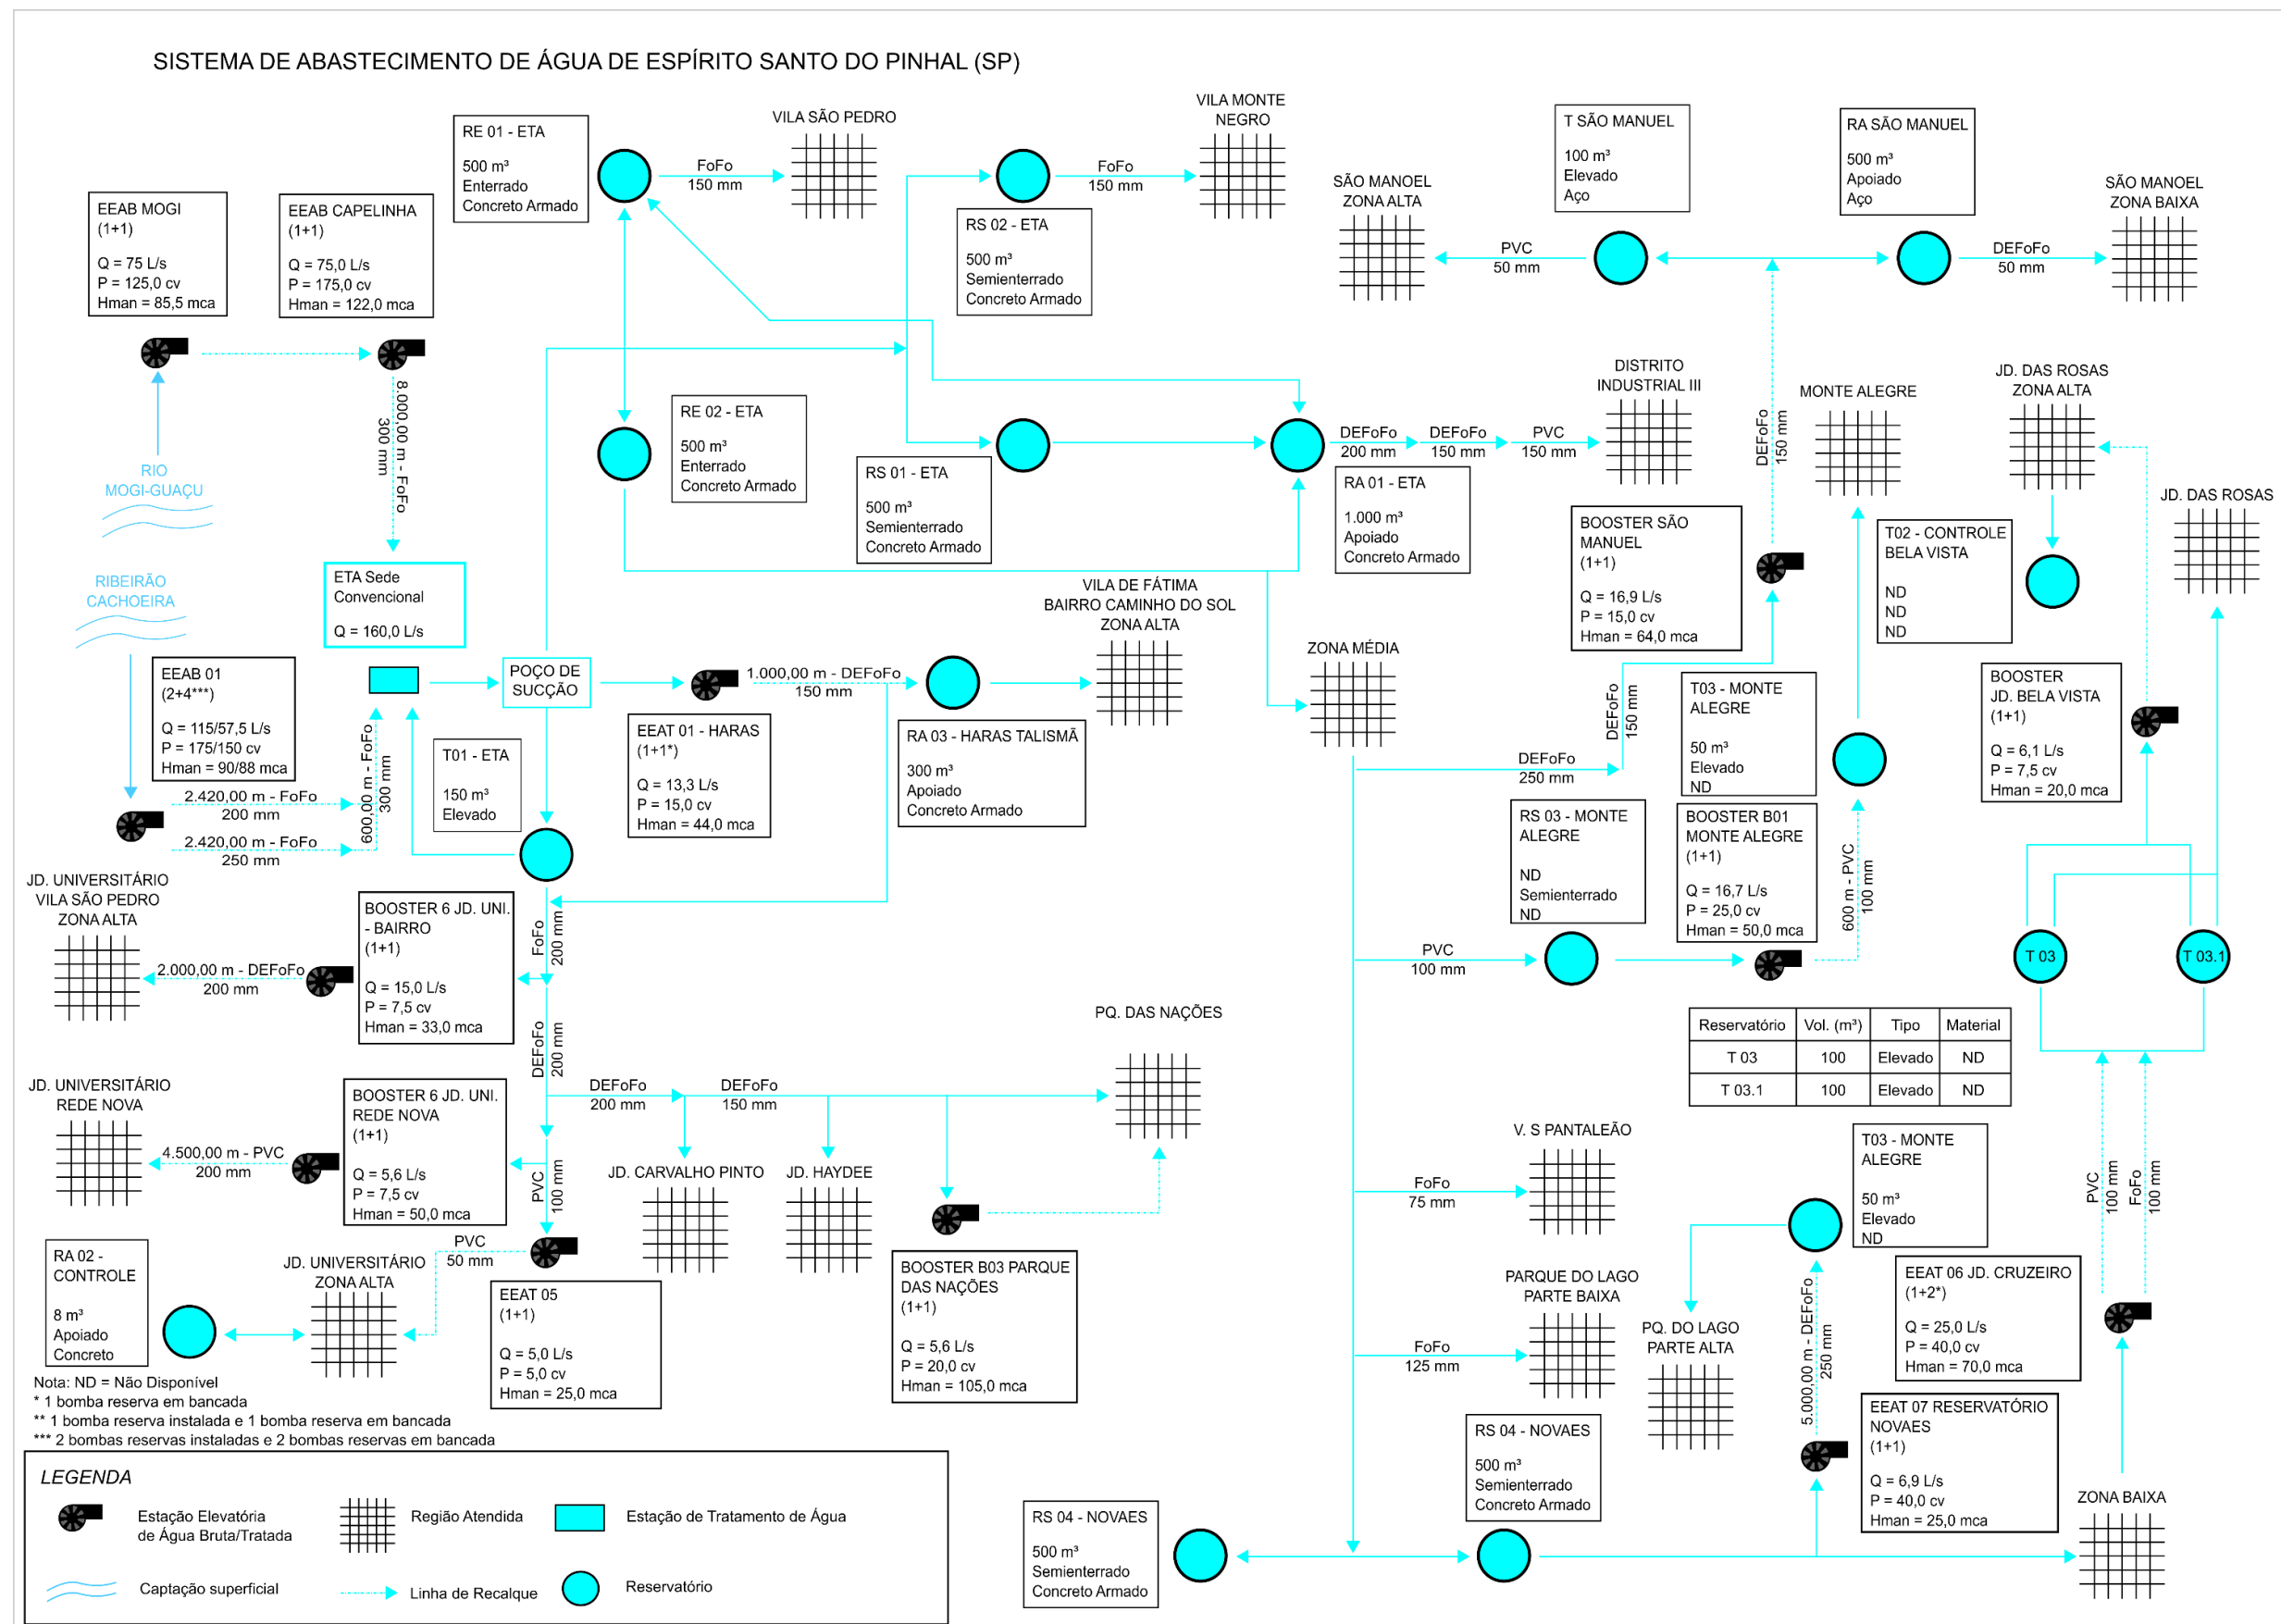 SISTEMA DE ABASTECIMENTO DE ÁGUA DE ESPÍRITO SANTO DO PINHAL (SP)
EEAB MOGI
(1+1)
Q = 75 L/s
P = 125,0 cv
Hman = 85,5 mca
EEAB CAPELINHA
(1+1)
Q = 75,0 L/s
P = 175,0 cv
Hman = 122,0 mca
8.000,00 m - FoFo
300 mm
RIO
MOGI-GUAÇU
RIBEIRÃO
CACHOEIRA
ETA Sede
Convencional
Q = 160,0 L/s
EEAB 01
(2+4***)
Q = 115/57,5 L/s
P = 175/150 cv
Hman = 90/88 mca
2.420,00 m - FoFo
200 mm
2.420,00 m - FoFo
250 mm
600,00 m - FoFo
300 mm
RE 01 - ETA
500 m³
Enterrado
Concreto Armado
FoFo
150 mm
VILA SÃO PEDRO
RS 02 - ETA
500 m³
Semienterrado
Concreto Armado
FoFo
150 mm
VILA MONTE
NEGRO
RE 02 - ETA
500 m³
Enterrado
Concreto Armado
RS 01 - ETA
500 m³
Semienterrado
Concreto Armado
RA 01 - ETA
1.000 m³
Apoiado
Concreto Armado
DEFoFo
200 mm
DEFoFo
150 mm
PVC
150 mm
DISTRITO
INDUSTRIAL III
SÃO MANOEL
ZONA ALTA
PVC
50 mm
T SÃO MANUEL
100 m³
Elevado
Aço
RA SÃO MANUEL
500 m³
Apoiado
Aço
DEFoFo
50 mm
SÃO MANOEL
ZONA BAIXA
DEFoFo
150 mm
BOOSTER SÃO
MANUEL
(1+1)
Q = 16,9 L/s
P = 15,0 cv
Hman = 64,0 mca
DEFoFo
150 mm
DEFoFo
250 mm
MONTE ALEGRE
T02 - CONTROLE
BELA VISTA
ND
ND
ND
JD. DAS ROSAS
ZONA ALTA
JD. DAS ROSAS
BOOSTER
JD. BELA VISTA
(1+1)
Q = 6,1 L/s
P = 7,5 cv
Hman = 20,0 mca
POÇO DE
SUCÇÃO
T01 - ETA
150 m³
Elevado
EEAT 01 - HARAS
(1+1*)
Q = 13,3 L/s
P = 15,0 cv
Hman = 44,0 mca
1.000,00 m - DEFoFo
150 mm
RA 03 - HARAS TALISMÃ
300 m³
Apoiado
Concreto Armado
VILA DE FÁTIMA
BAIRRO CAMINHO DO SOL
ZONA ALTA
ZONA MÉDIA
T03 - MONTE
ALEGRE
50 m³
Elevado
ND
RS 03 - MONTE
ALEGRE
ND
Semienterrado
ND
BOOSTER B01
MONTE ALEGRE
(1+1)
Q = 16,7 L/s
P = 25,0 cv
Hman = 50,0 mca
600 m - PVC
100 mm
PVC
100 mm
T 03
T 03.1
Reservatório Vol. (m³) Tipo Material
T 03 100 Elevado ND
T 03.1 100 Elevado ND
JD. UNIVERSITÁRIO
VILA SÃO PEDRO
ZONA ALTA
2.000,00 m - DEFoFo
200 mm
BOOSTER 6 JD. UNI.
- BAIRRO
(1+1)
Q = 15,0 L/s
P = 7,5 cv
Hman = 33,0 mca
FoFo
200 mm
DEFoFo
200 mm
JD. UNIVERSITÁRIO
REDE NOVA
4.500,00 m - PVC
200 mm
BOOSTER 6 JD. UNI.
REDE NOVA
(1+1)
Q = 5,6 L/s
P = 7,5 cv
Hman = 50,0 mca
PVC
100 mm
DEFoFo
200 mm
DEFoFo
150 mm
PQ. DAS NAÇÕES
JD. CARVALHO PINTO
JD. HAYDEE
BOOSTER B03 PARQUE
DAS NAÇÕES
(1+1)
Q = 5,6 L/s
P = 20,0 cv
Hman = 105,0 mca
RA 02 -
CONTROLE
8 m³
Apoiado
Concreto
JD. UNIVERSITÁRIO
ZONA ALTA
PVC
50 mm
EEAT 05
(1+1)
Q = 5,0 L/s
P = 5,0 cv
Hman = 25,0 mca
V. S PANTALEÃO
FoFo
75 mm
PARQUE DO LAGO
PARTE BAIXA
FoFo
125 mm
PQ. DO LAGO
PARTE ALTA
T03 - MONTE
ALEGRE
50 m³
Elevado
ND
5.000,00 m - DEFoFo
250 mm
EEAT 06 JD. CRUZEIRO
(1+2*)
Q = 25,0 L/s
P = 40,0 cv
Hman = 70,0 mca
PVC
100 mm
FoFo
100 mm
EEAT 07 RESERVATÓRIO
NOVAES
(1+1)
Q = 6,9 L/s
P = 40,0 cv
Hman = 25,0 mca
ZONA BAIXA
RS 04 - NOVAES
500 m³
Semienterrado
Concreto Armado
RS 04 - NOVAES
500 m³
Semienterrado
Concreto Armado
Nota: ND = Não Disponível
* 1 bomba reserva em bancada
** 1 bomba reserva instalada e 1 bomba reserva em bancada
*** 2 bombas reservas instaladas e 2 bombas reservas em bancada
LEGENDA
Estação Elevatória
de Água Bruta/Tratada
Região Atendida
Estação de Tratamento de Água
Captação superficial
Linha de Recalque
Reservatório